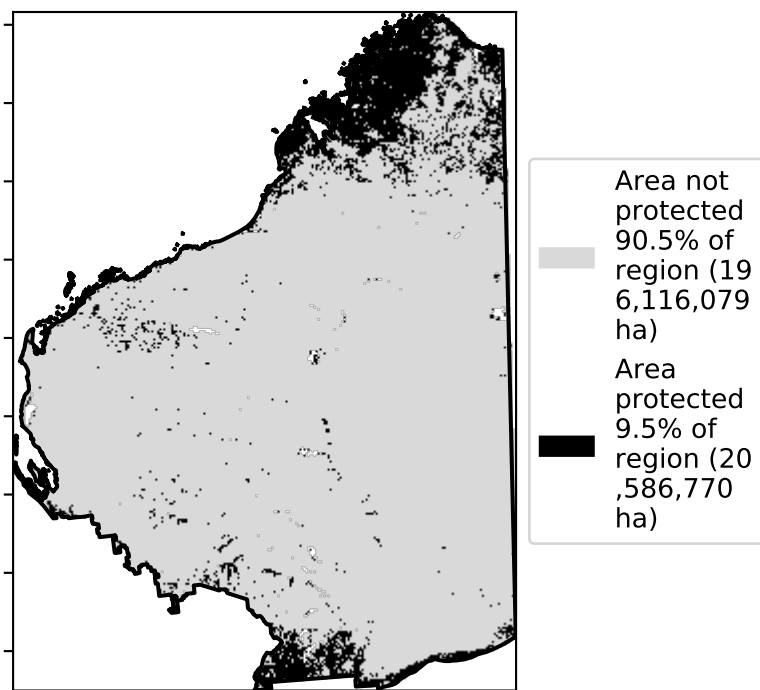 Area not
protected
90.5% of
region (19
6,116,079
ha)
Area
protected
9.5% of
region (20
,586,770
ha)